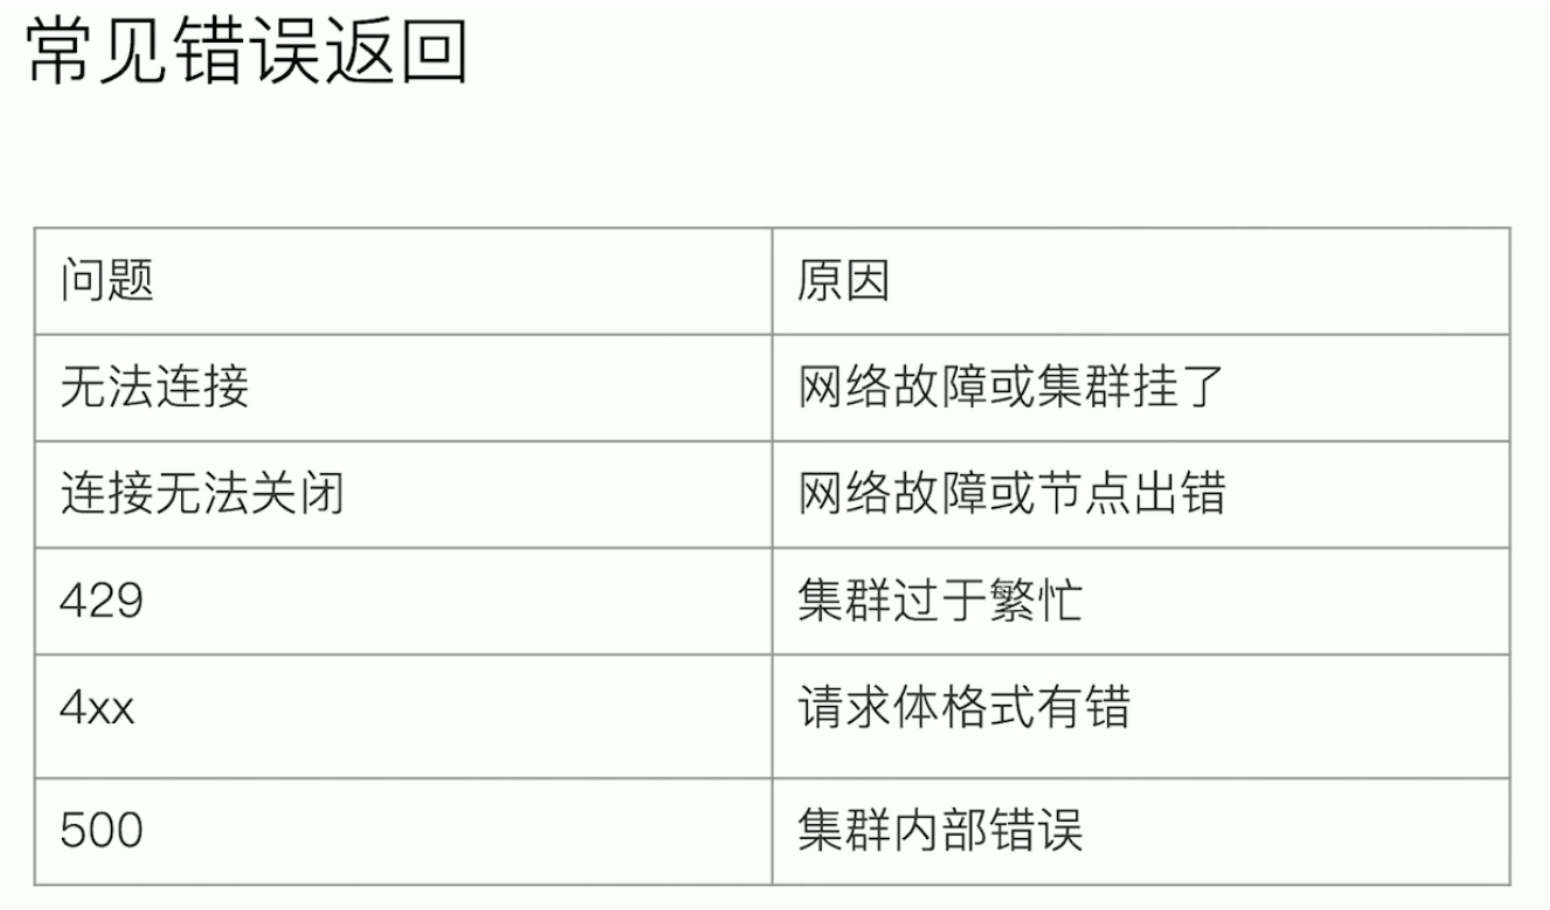 常见错误返回
问题 原因
无法连接 网络故障或集群挂了
连接无法关闭 网络故障或节点出错
429 集群过于繁忙
4xx 请求体格式有错
500 集群内部错误